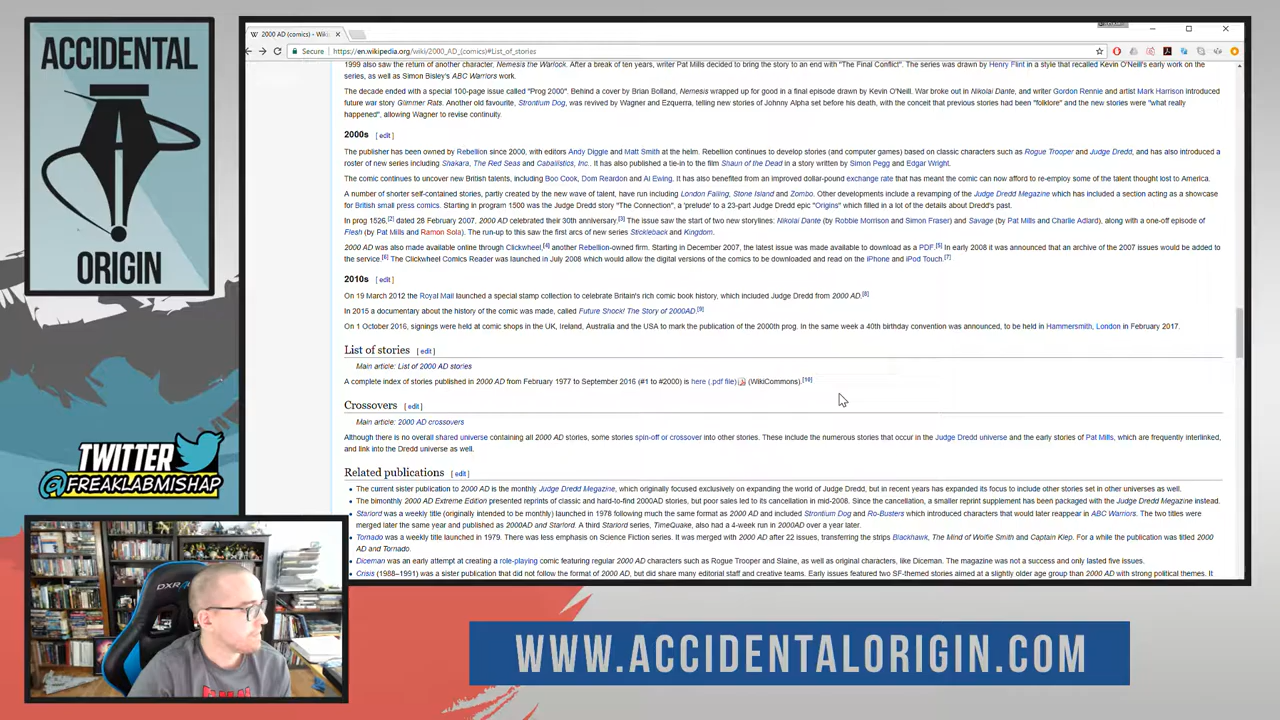 ACCIDENTAL
ORIGIN
2000 AD (comics) - Wiki
Secure
https://en.wikipedia.org/wiki/2000_AD_(comics)#List_of_stories
1999 also saw the return of another character, Nemesis the Warlock. After a break of ten years, writer Pat Mills decided to bring the story to an end with "The Final Conflict". The series was drawn by Henry Flint in a style that recalled Kevin O'Neill's early work on the
series, as well as Simon Bisley's ABC Warriors work.
The decade ended with a special 100-page issue called "Prog 2000". Behind a cover by Brian Bolland, Nemesis wrapped up for good in a final episode drawn by Kevin O'Neill. War broke out in Nikolai Dante, and writer Gordon Rennie and artist Mark Harrison introduced
future war story Glimmer Rats. Another old favourite, Strontium Dog, was revived by Wagner and Ezquerra, telling new stories of Johnny Alpha set before his death, with the conceit that previous stories had been "folklore" and the new stories were "what really
happened", allowing Wagner to revise continuity.
2000s [edit]
The publisher has been owned by Rebellion since 2000, with editors Andy Diggle and Matt Smith at the helm. Rebellion continues to develop stories (and computer games) based on classic characters such as Rogue Trooper and Judge Dredd, and has also introduced a
roster of new series including Shakara, The Red Seas and Caballistics, Inc.. It has also published a tie-in to the film Shaun of the Dead in a story written by Simon Pegg and Edgar Wright.
The comic continues to uncover new British talents, including Boo Cook, Dom Reardon and Al Ewing. It has also benefited from an improved dollar-pound exchange rate that has meant the comic can now afford to re-employ some of the talent thought lost to America.
A number of shorter self-contained stories, partly created by the new wave of talent, have run including London Falling, Stone Island and Zombo. Other developments include a revamping of the Judge Dredd Megazine which has included a section acting as a showcase
for British small press comics. Starting in program 1500 was the Judge Dredd story "The Connection", a 'prelude' to a 23-part Judge Dredd epic "Origins" which filled in a lot of the details about Dredd's past.
In prog 1526,[2] dated 28 February 2007, 2000 AD celebrated their 30th anniversary.[3] The issue saw the start of two new storylines: Nikolai Dante (by Robbie Morrison and Simon Fraser) and Savage (by Pat Mills and Charlie Adlard), along with a one-off episode of
Flesh (by Pat Mills and Ramon Sola). The run-up to this saw the first arcs of new series Stickleback and Kingdom.
2000 AD was also made available online through Clickwheel,[4] another Rebellion-owned firm. Starting in December 2007, the latest issue was made available to download as a PDF.[5] In early 2008 it was announced that an archive of the 2007 issues would be added to
the service.[6] The Clickwheel Comics Reader was launched in July 2008 which would allow the digital versions of the comics to be downloaded and read on the iPhone and iPod Touch.[7]
2010s [edit]
On 19 March 2012 the Royal Mail launched a special stamp collection to celebrate Britain's rich comic book history, which included Judge Dredd from 2000 AD.[8]
In 2015 a documentary about the history of the comic was made, called Future Shock! The Story of 2000AD.[9]
On 1 October 2016, signings were held at comic shops in the UK, Ireland, Australia and the USA to mark the publication of the 2000th prog. In the same week a 40th birthday convention was announced, to be held in Hammersmith, London in February 2017.
List of stories [edit]
Main article: List of 2000 AD stories
A complete index of stories published in 2000 AD from February 1977 to September 2016 (#1 to #2000) is here (.pdf file) (WikiCommons).[10]
Crossovers [edit]
Main article: 2000 AD crossovers
Although there is no overall shared universe containing all 2000 AD stories, some stories spin-off or crossover into other stories. These include the numerous stories that occur in the Judge Dredd universe and the early stories of Pat Mills, which are frequently interlinked,
and link into the Dredd universe as well.
Related publications [edit]
• The current sister publication to 2000 AD is the monthly Judge Dredd Megazine, which originally focused exclusively on expanding the world of Judge Dredd, but in recent years has expanded its focus to include other stories set in other universes as well.
• The bimonthly 2000 AD Extreme Edition presented reprints of classic and hard-to-find 2000AD stories, but poor sales led to its cancellation in mid-2008. Since the cancellation, a smaller reprint supplement has been packaged with the Judge Dredd Megazine instead.
• Starlord was a weekly title (originally intended to be monthly) launched in 1978 following much the same format as 2000 AD and included Strontium Dog and Ro-Busters which introduced characters that would later reappear in ABC Warriors. The two titles were
merged later the same year and published as 2000AD and Starlord. A third Starlord series, TimeQuake, also had a 4-week run in 2000AD over a year later.
• Tornado was a weekly title launched in 1979. There was less emphasis on Science Fiction series. It was merged with 2000 AD after 22 issues, transferring the strips Blackhawk, The Mind of Wolfie Smith and Captain Klep. For a while the publication was titled 2000
AD and Tornado.
• Diceman was an early attempt at creating a role-playing comic featuring regular 2000 AD characters such as Rogue Trooper and Slaine, as well as original characters, like Diceman. The magazine was not a success and only lasted five issues.
• Crisis (1988–1991) was a sister publication that did not follow the format of 2000 AD, but did share many editorial staff and creative teams. Early issues featured two SF-themed stories aimed at a slightly older age group than 2000 AD with strong political themes. It
TWITTER
@FREAKLABMISHAP
DXR
WWW.ACCIDENTALORIGIN.COM